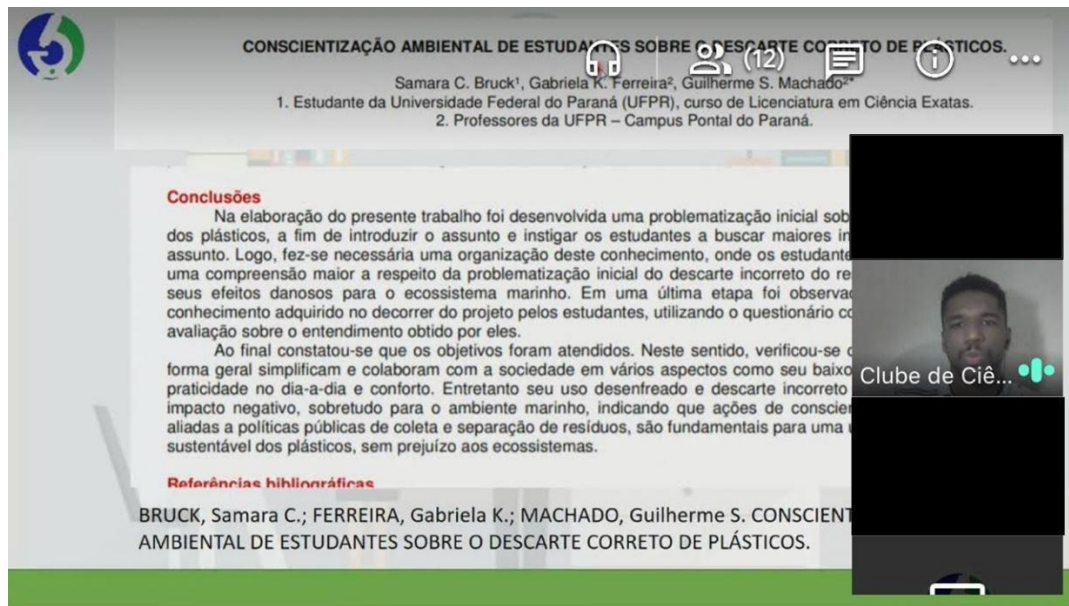 CONSCIENTIZAÇÃO AMBIENTAL DE ESTUDANTES SOBRE O DESCARTE CORRETO DE PLÁSTICOS.
(12)
Samara C. Bruck¹, Gabriela K. Ferreira², Guilherme S. Machado²*
1. Estudante da Universidade Federal do Paraná (UFPR), curso de Licenciatura em Ciência Exatas.
2. Professores da UFPR – Campus Pontal do Paraná.
Conclusões
Na elaboração do presente trabalho foi desenvolvida uma problematização inicial sob
dos plásticos, a fim de introduzir o assunto e instigar os estudantes a buscar maiores in
assunto. Logo, fez-se necessária uma organização deste conhecimento, onde os estudante
uma compreensão maior a respeito da problematização inicial do descarte incorreto do re
seus efeitos danosos para o ecossistema marinho. Em uma última etapa foi observad
conhecimento adquirido no decorrer do projeto pelos estudantes, utilizando o questionário co
avaliação sobre o entendimento obtido por eles.
Ao final constatou-se que os objetivos foram atendidos. Neste sentido, verificou-se
forma geral simplificam e colaboram com a sociedade em vários aspectos como seu baixo
praticidade no dia-a-dia e conforto. Entretanto seu uso desenfreado e descarte incorreto
impacto negativo, sobretudo para o ambiente marinho, indicando que ações de conscien
aliadas a políticas públicas de coleta e separação de resíduos, são fundamentais para uma
sustentável dos plásticos, sem prejuízo aos ecossistemas.
Clube de Ciê...
Referências bibliográficas
BRUCK, Samara C.; FERREIRA, Gabriela K.; MACHADO, Guilherme S. CONSCIENT
AMBIENTAL DE ESTUDANTES SOBRE O DESCARTE CORRETO DE PLÁSTICOS.